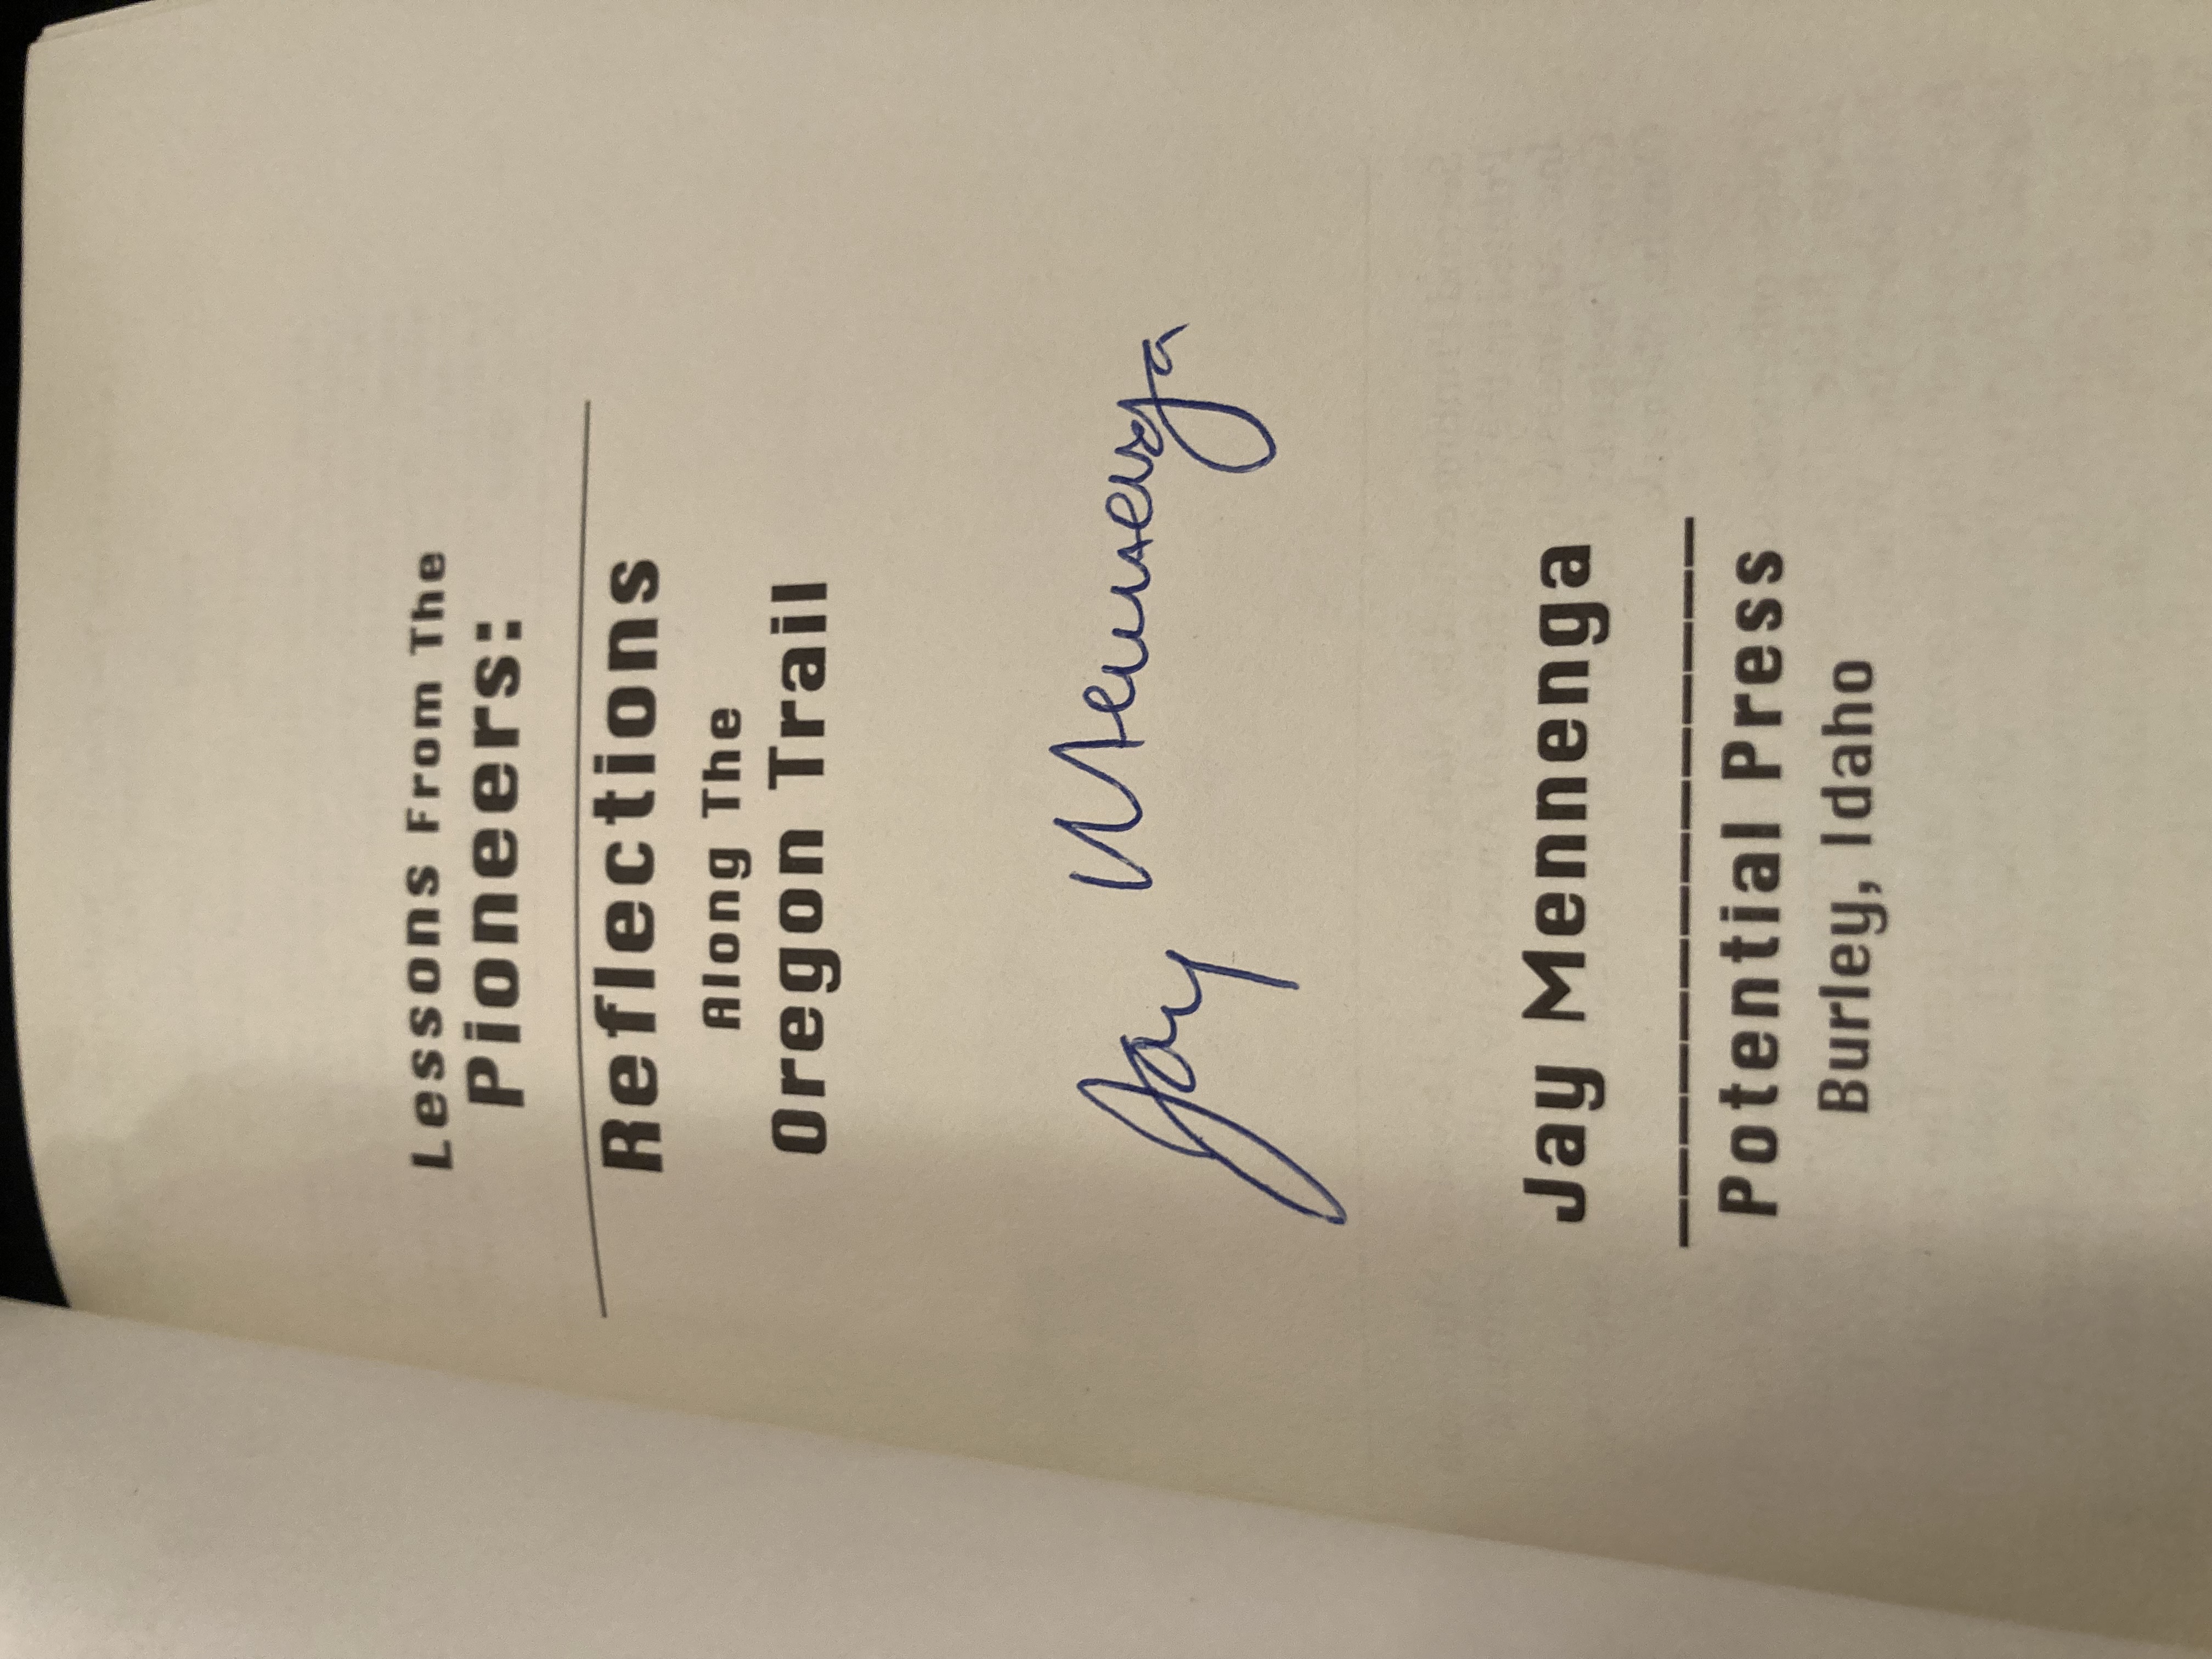 Lessons From The
Pioneers:
Reflections
Along The
Oregon Trail
Jay Mennenga
Jay Mennenga
Potential Press
Burley, Idaho